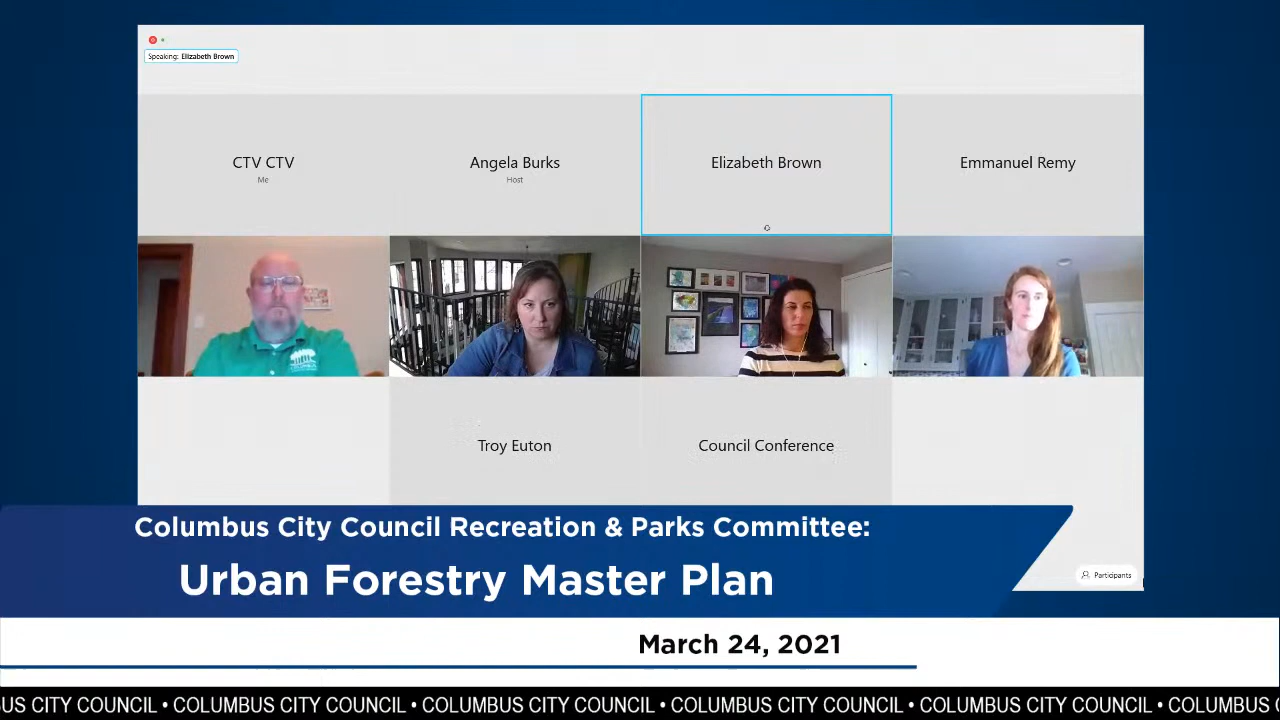 Speaking: Elizabeth Brown
CTV CTV
Me
Angela Burks
Host
Elizabeth Brown
Emmanuel Remy
Troy Euton
Council Conference
Columbus City Council Recreation & Parks Committee:
Urban Forestry Master Plan
Participants
March 24, 2021
US CITY COUNCIL • COLUMBUS CITY COUNCIL • COLUMBUS CITY COUNCIL • COLUMBUS CITY COUNCIL • COLUMBUS CITY COUNCIL • COLUMBUS C